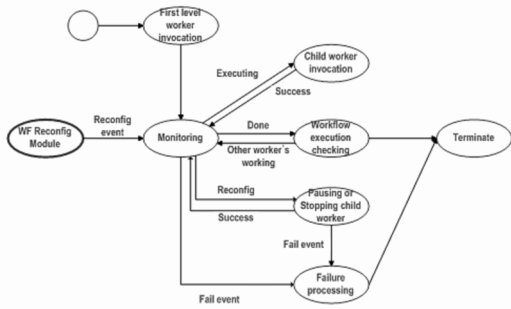 First level
worker
invocation
Child worker
invocation
Executing
Success
WF Reconfig
Module
Reconfig
event
Monitoring
Done
Other worker's
working
Workflow
execution
checking
Terminate
Reconfig
Success
Pausing or
Stopping child
worker
Fail event
Fail event
Failure
processing